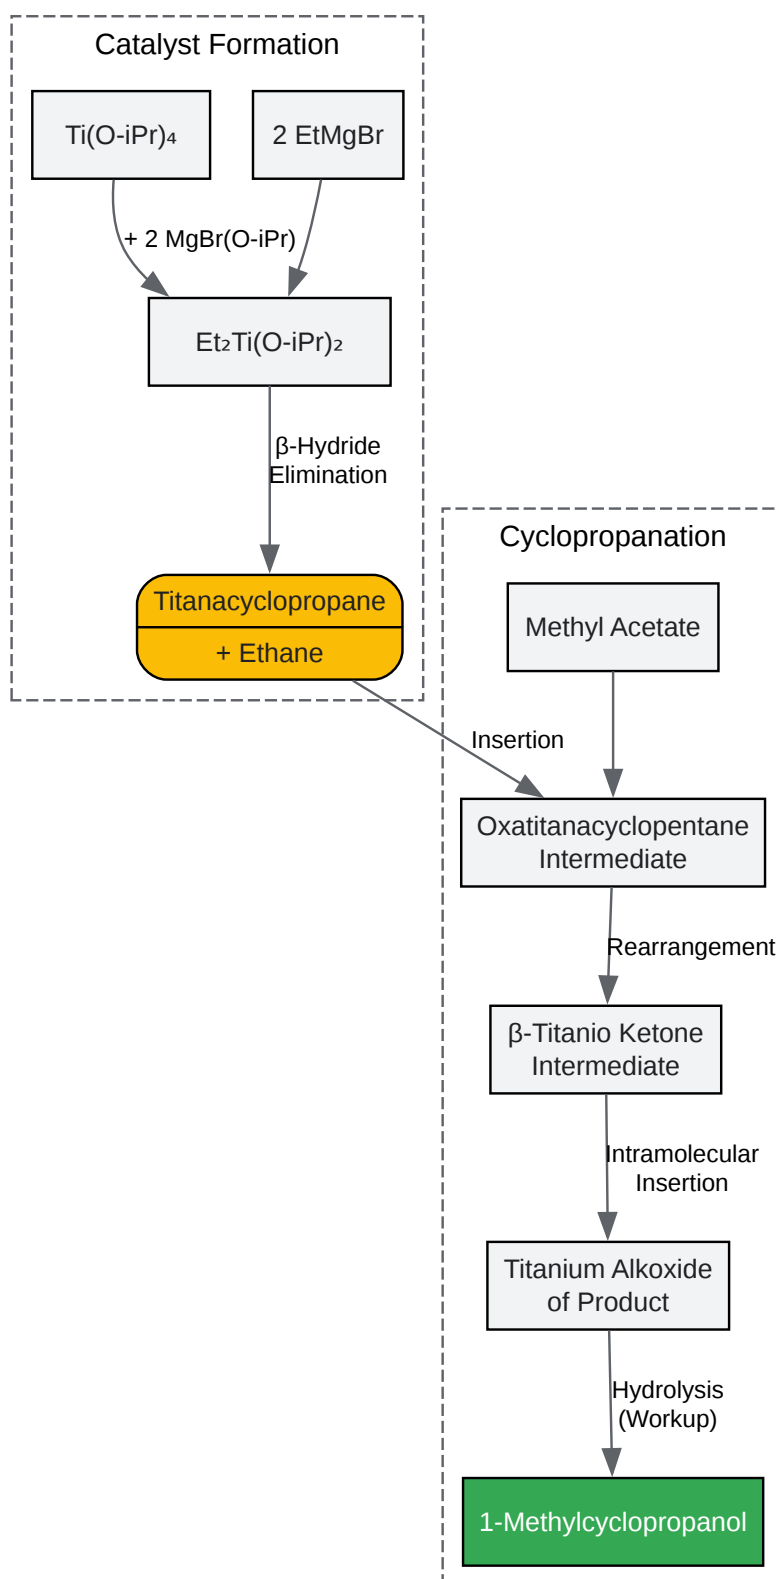 Catalyst Formation
Ti(O-iPr)₄
2 EtMgBr
+ 2 MgBr(O-iPr)
Et₂Ti(O-iPr)₂
β-Hydride
Elimination
Titanacyclopropane
+ Ethane
Cyclopropanation
Methyl Acetate
Insertion
Oxatitanacyclopentane
Intermediate
Rearrangement
β-Titanio Ketone
Intermediate
Intramolecular
Insertion
Titanium Alkoxide
of Product
Hydrolysis
(Workup)
1-Methylcyclopropanol